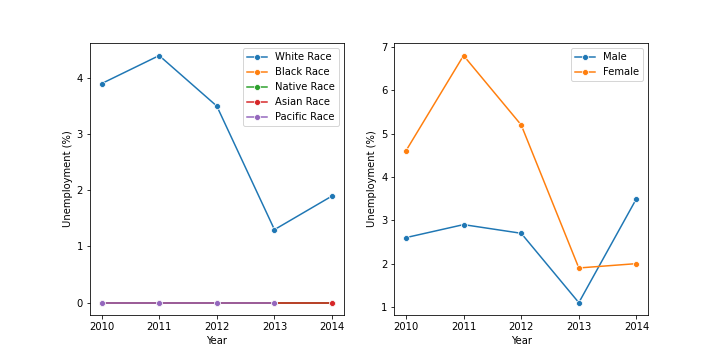 4
3
2
1
0
Unemployment (%)
2010 2011 2012 2013 2014
Year
White Race
Black Race
Native Race
Asian Race
Pacific Race
7
6
5
4
3
2
1
Unemployment (%)
2010 2011 2012 2013 2014
Year
Male
Female